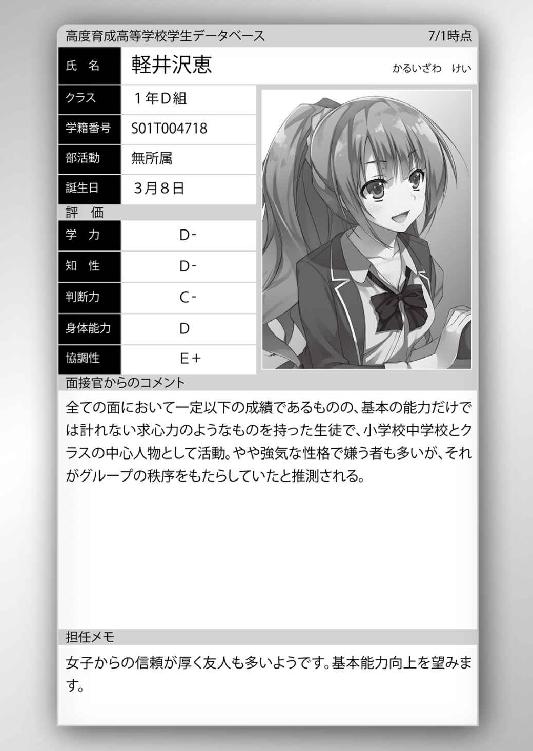 高度育成高等学校学生データベース 7/1時点
氏 名 軽井沢恵 かるいざわ けい
クラス 1年D組
学籍番号 S01T004718
部活動 無所属
誕生日 3月8日
評 価
学 力 D-
知 性 D-
判断力 C-
身体能力 D
協調性 E+
面接官からのコメント
全ての面において一定以下の成績であるものの、基本の能力だけで
は計れない求心力のようなものを持った生徒で、小学校中学校とク
ラスの中心人物として活動。やや強気な性格で嫌う者も多いが、それ
がグループの秩序をもたらしていたと推測される。
担任メモ
女子からの信頼が厚く友人も多いようです。基本能力向上を望みま
す。